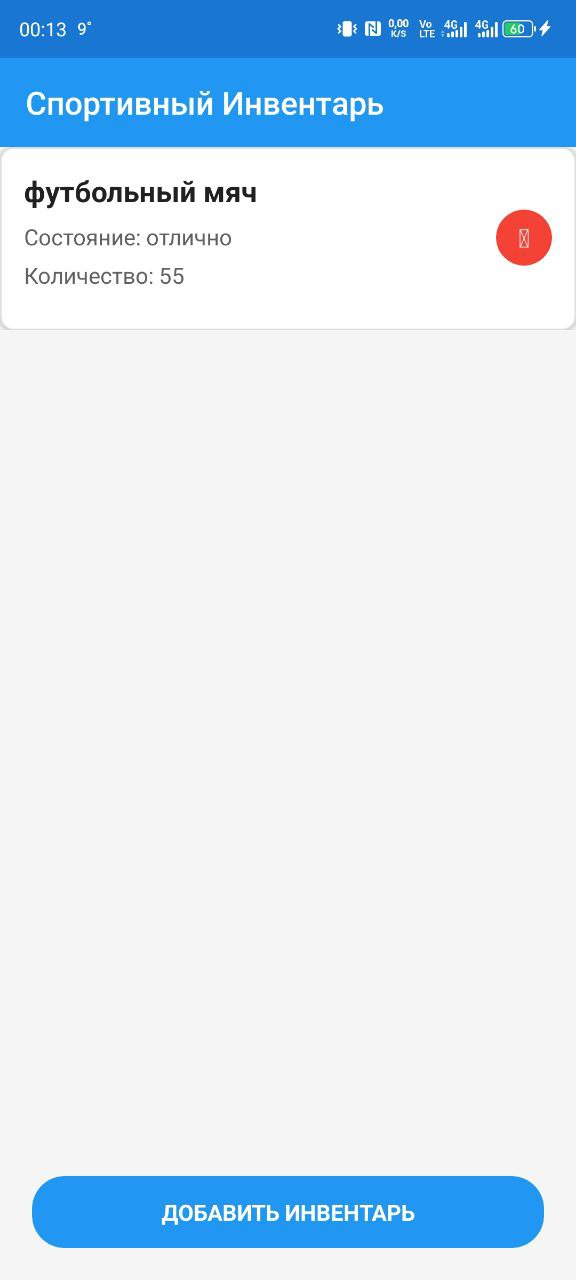 00:13 9° 0,00 Vo 4G 4G 60
K/S LTE
Спортивный Инвентарь
футбольный мяч
Состояние: отлично
Количество: 55
ДОБАВИТЬ ИНВЕНТАРЬ